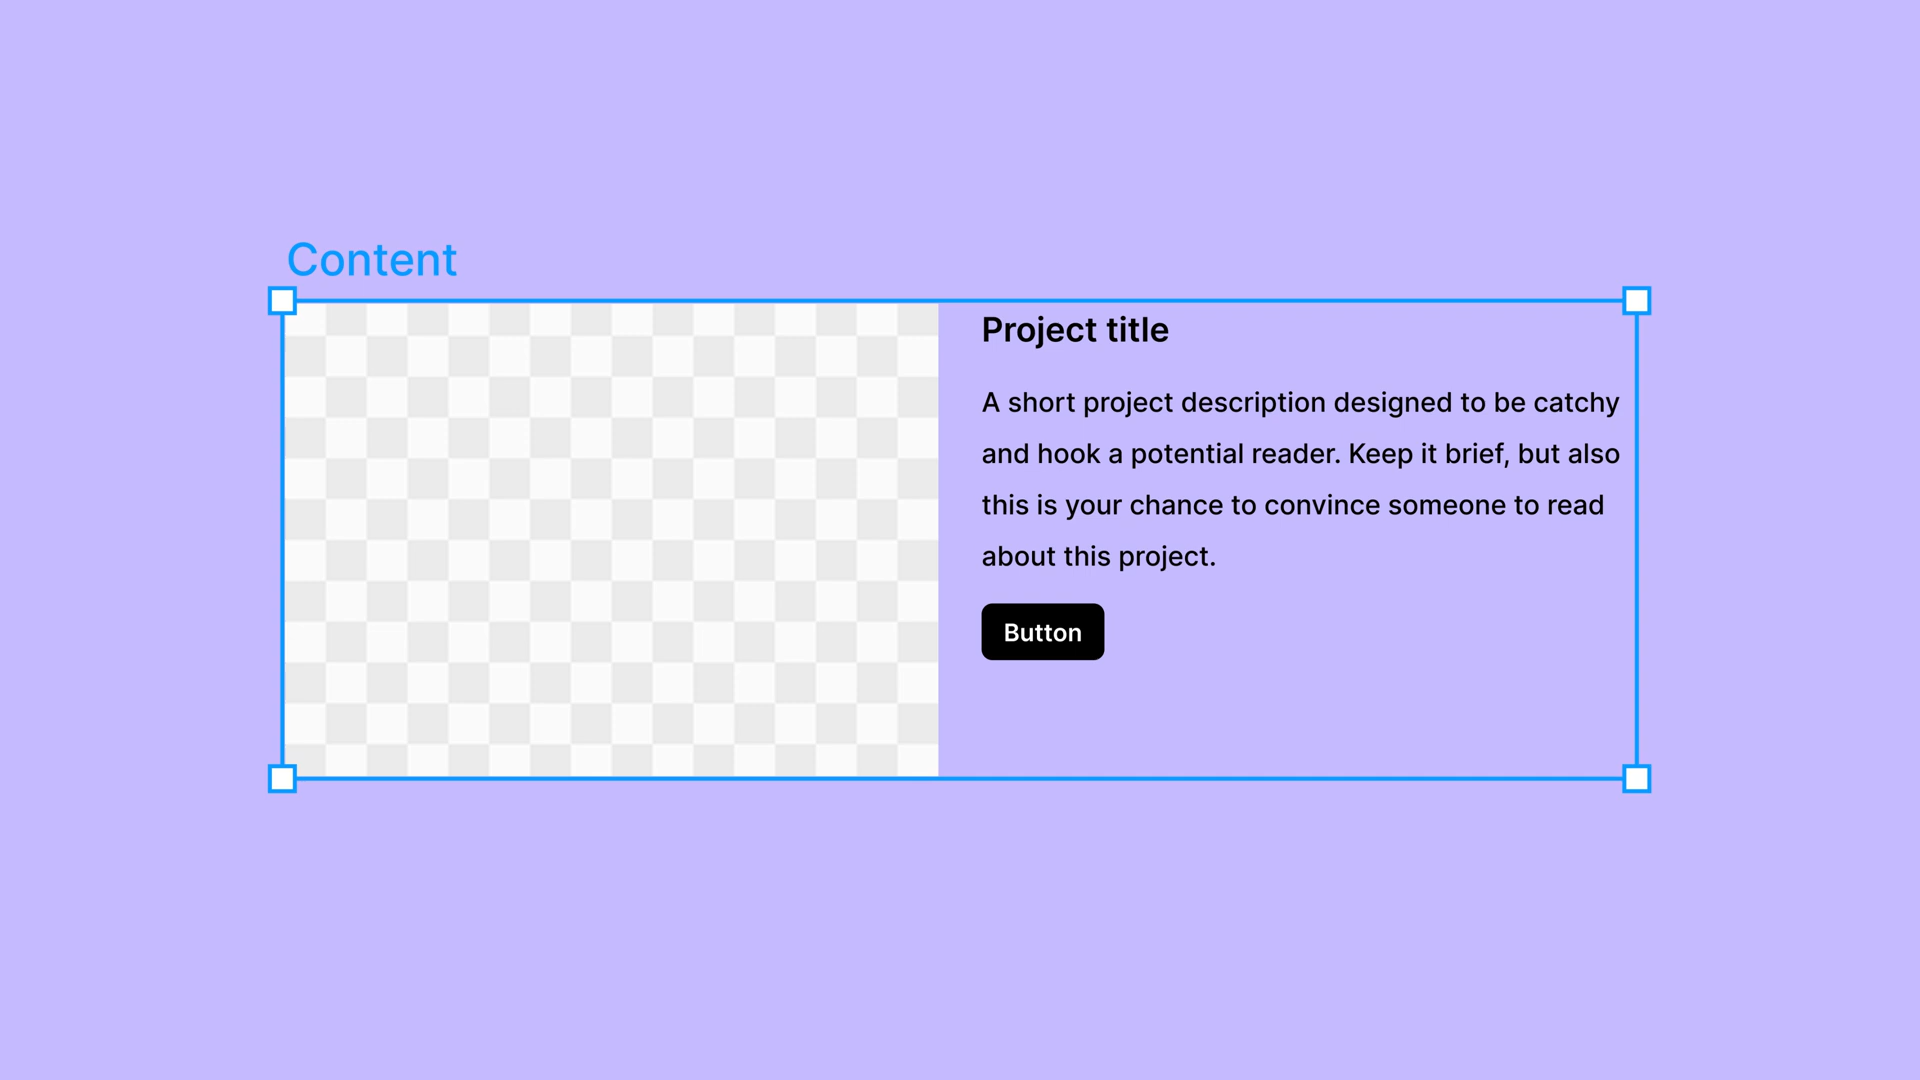 Content
Project title
A short project description designed to be catchy
and hook a potential reader. Keep it brief, but also
this is your chance to convince someone to read
about this project.
Button